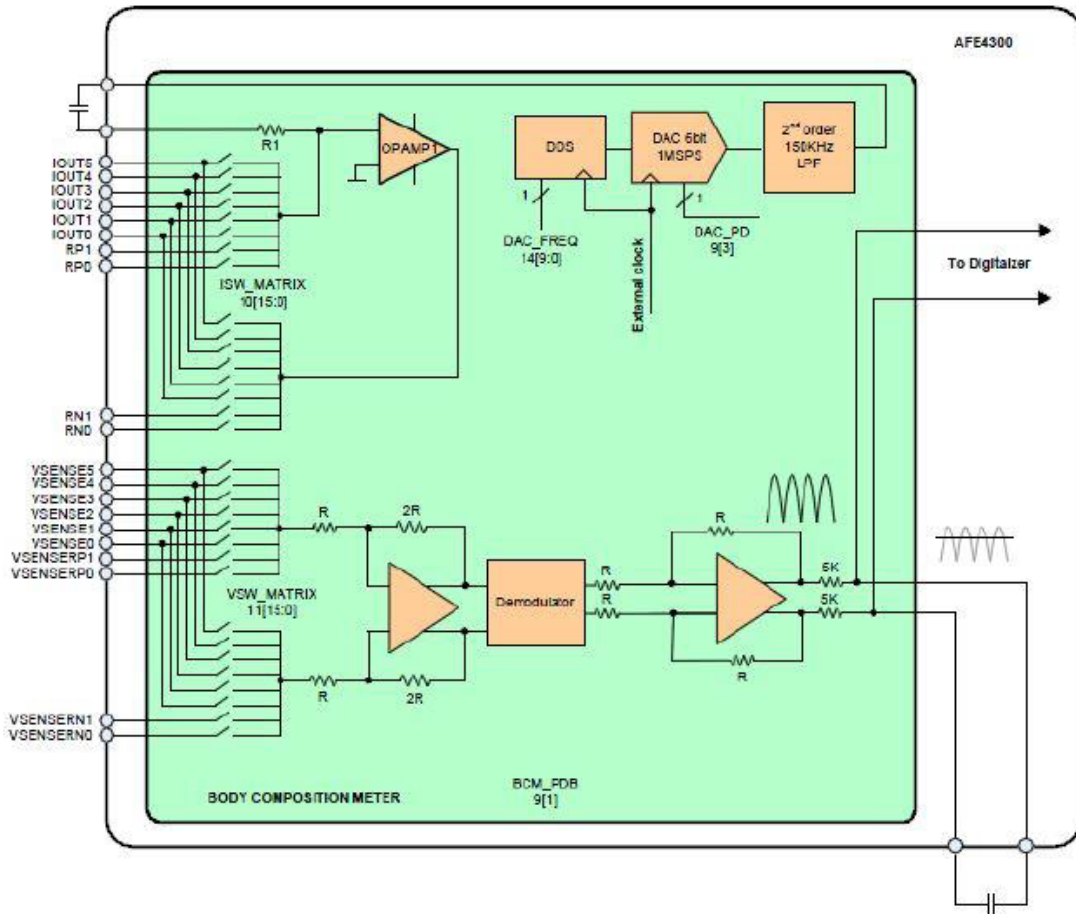 AFE4300
R1
OPAMP1
DDS
DAC 6bit
1MSPS
2nd order
150KHz
LPF
IOUT5
IOUT4
IOUT3
IOUT2
IOUT1
IOUT0
RP1
RP0
1
1
DAC_FREQ
14[9:0]
DAC_PD
9[3]
External clock
To Digitalzer
ISW_MATRIX
10[15:0]
RN1
RN0
VSENSE5
VSENSE4
VSENSE3
VSENSE2
VSENSE1
VSENSE0
VSENSERP1
VSENSERP0
R
2R
R
VSW_MATRIX
11[15:0]
Demodulator
R
R
5K
5K
R
2R
R
VSENSERN1
VSENSERN0
BODY CONPOSITION METER
BCM_PDB
9[1]